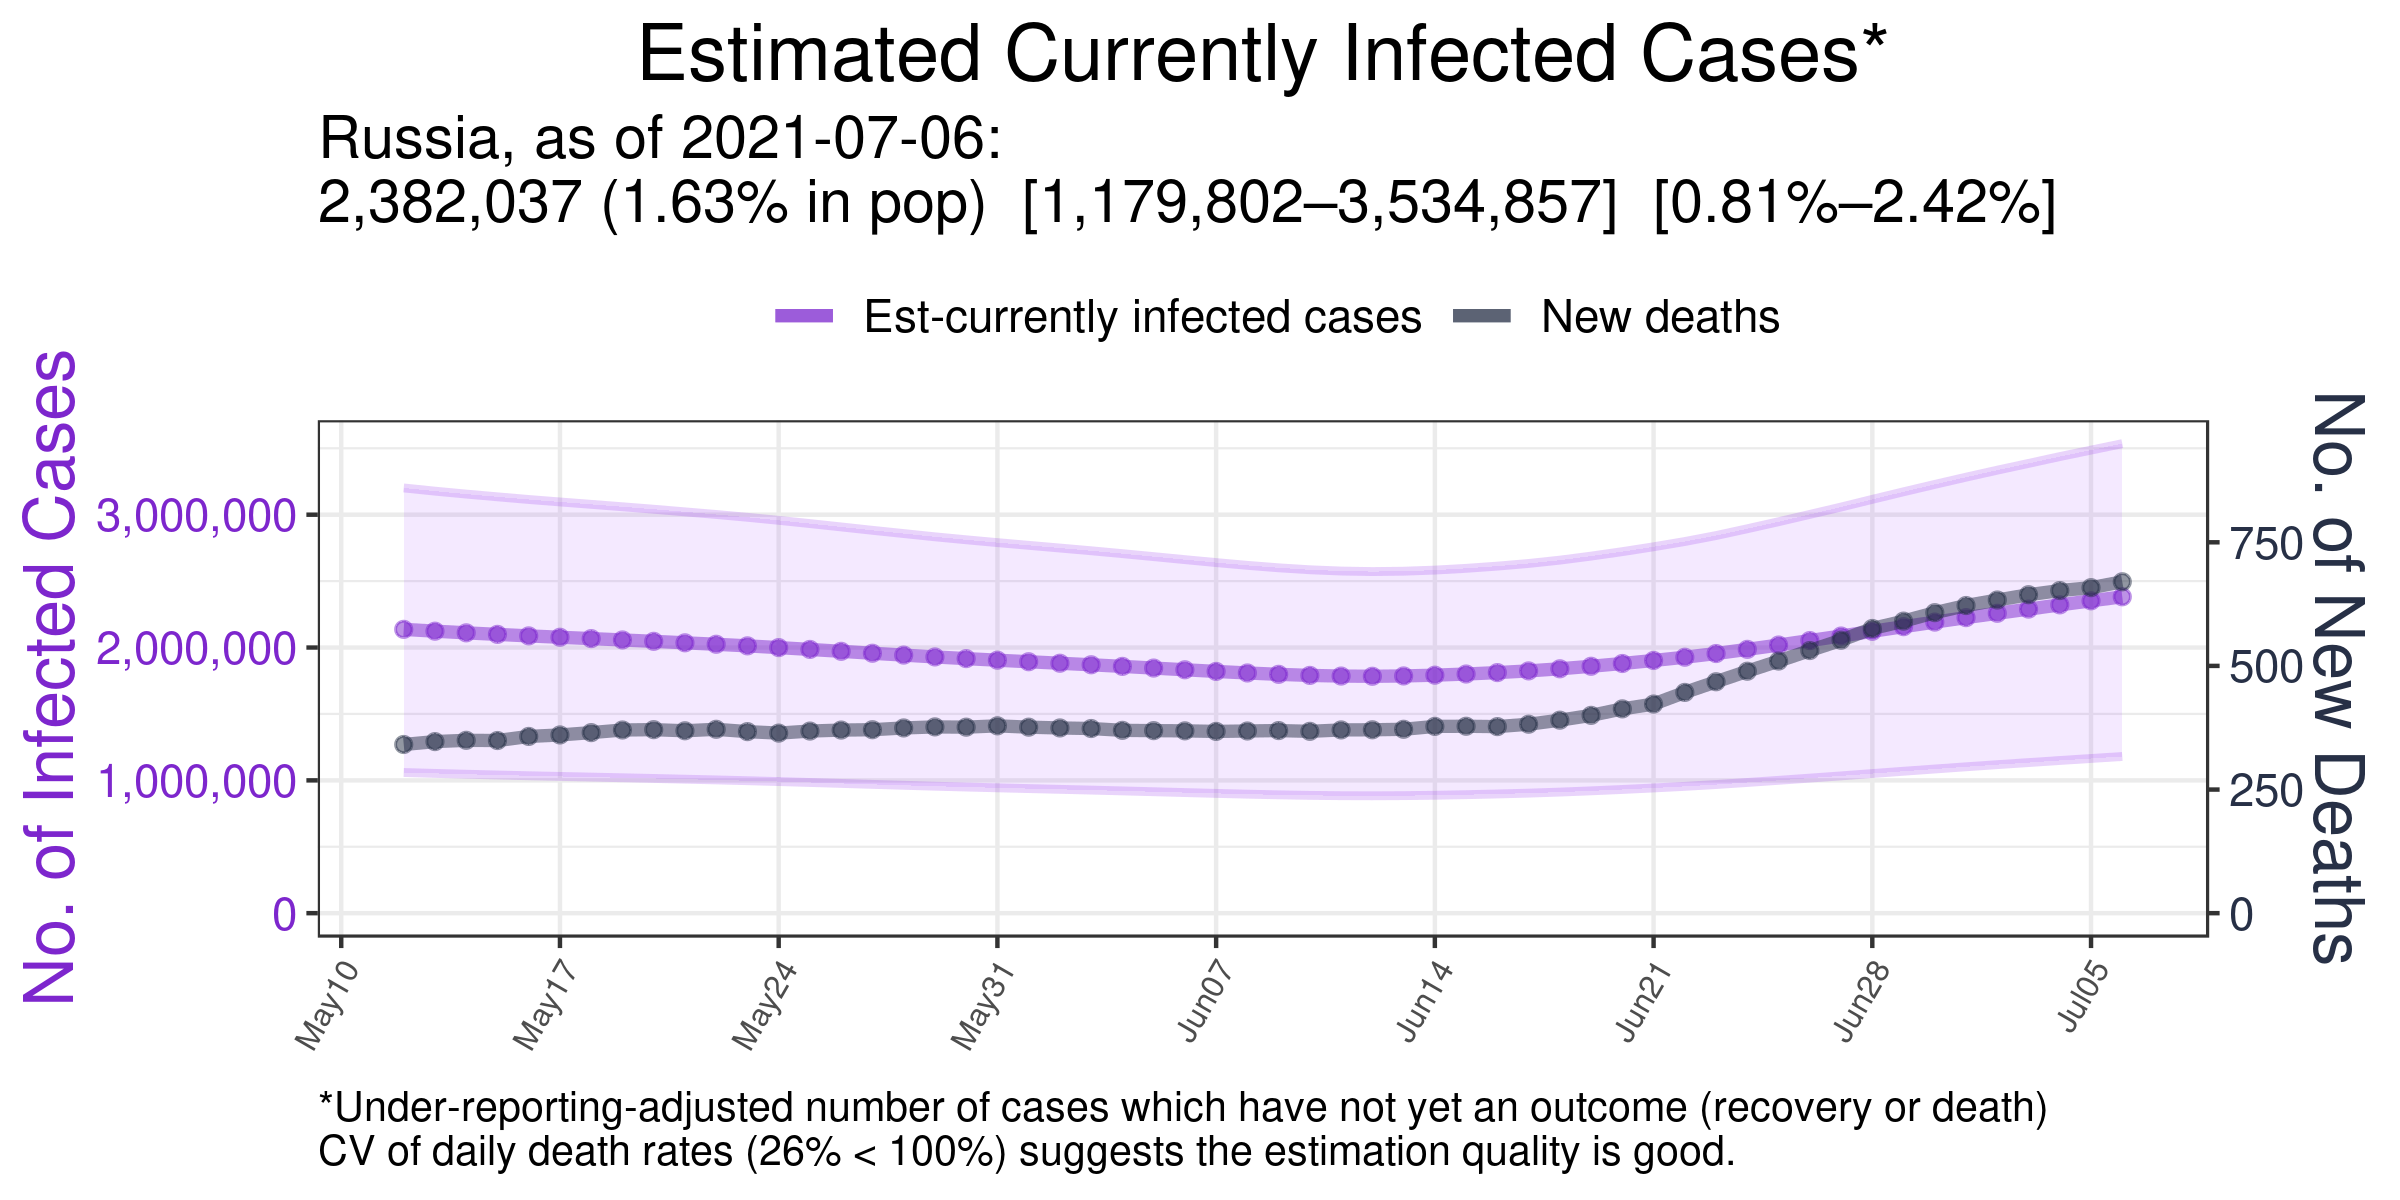 Estimated Currently Infected Cases*
Russia, as of 2021-07-06:
2,382,037 (1.63% in pop)  [1,179,802–3,534,857]  [0.81%–2.42%]
Est-currently infected cases
New deaths
No. of Infected Cases
3,000,000
2,000,000
1,000,000
0
No. of New Deaths
750
500
250
0
May10
May17
May24
May31
Jun07
Jun14
Jun21
Jun28
Jul05
*Under-reporting-adjusted number of cases which have not yet an outcome (recovery or death)
CV of daily death rates (26% < 100%) suggests the estimation quality is good.